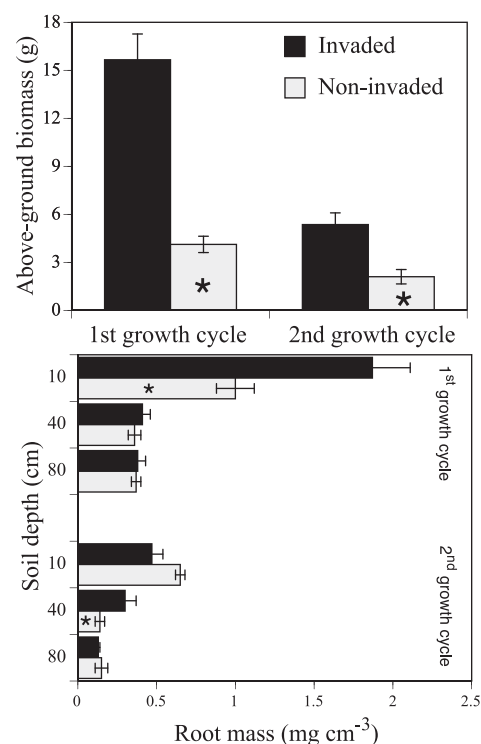 18
15
12
9
6
3
0
Above-ground biomass (g)
Invaded
Non-invaded
*
*
1st growth cycle
2nd growth cycle
10
40
80
10
40
80
Soil depth (cm)
*
*
1st growth cycle
2nd growth cycle
0
0.5
1
1.5
2
2.5
Root mass (mg cm-3)